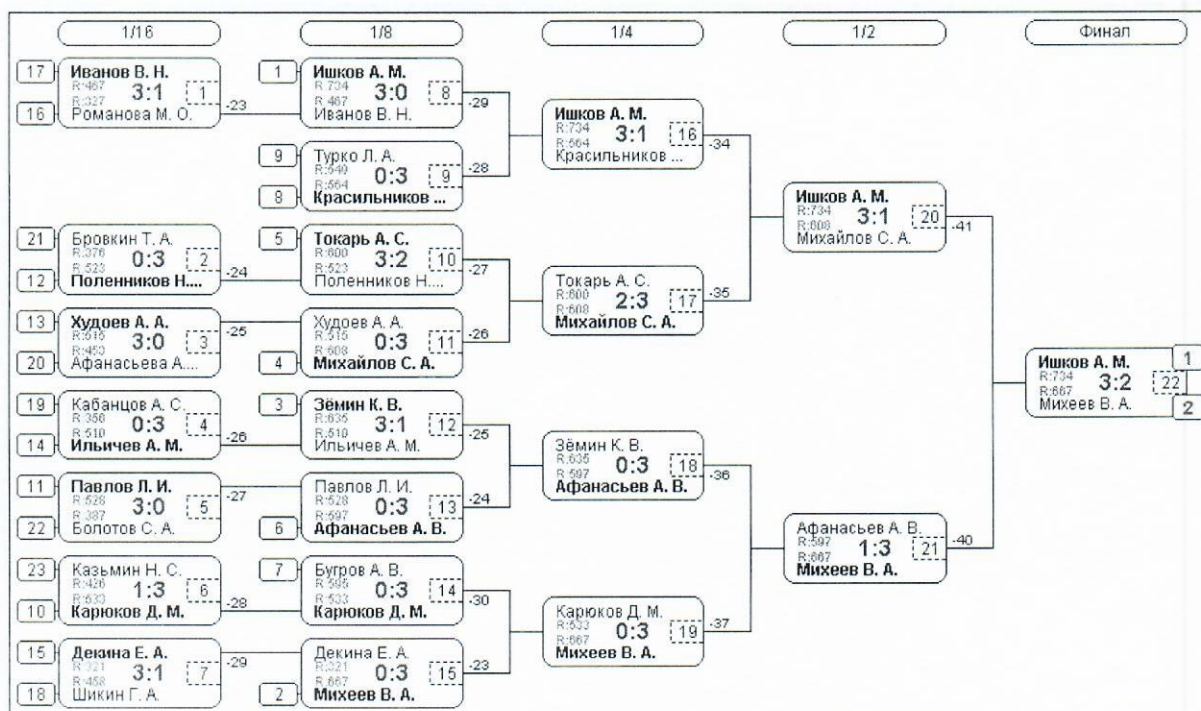 1/16
1/8
1/4
1/2
Финал
17 Иванов В. Н.
R:467
R:327
3:1
1
16 Романова М. О.
-23
21 Бровкин Т. А.
R:376
R:523
0:3
2
12 Поленников Н....
-24
13 Худоев А. А.
R:515
R:453
3:0
3
20 Афанасьева А....
-25
19 Кабанцов А. С.
R:356
R:510
0:3
4
14 Ильичев А. М.
-26
11 Павлов Л. И.
R:528
R:387
3:0
5
22 Болотов С. А.
-27
23 Казьмин Н. С.
R:426
R:533
1:3
6
10 Карюков Д. М.
-28
15 Декина Е. А.
R:321
R:458
3:1
7
18 Шикин Г. А.
-29
1 Ишков А. М.
R:734
R:467
3:0
8
Иванов В. Н.
-29
9 Турко Л. А.
R:540
R:564
0:3
9
8 Красильников ...
-28
5 Токарь А. С.
R:600
R:523
3:2
10
Поленников Н....
-27
Худоев А. А.
R:515
R:608
0:3
11
4 Михайлов С. А.
-26
3 Зёмин К. В.
R:635
R:510
3:1
12
Ильичев А. М.
-25
Павлов Л. И.
R:528
R:597
0:3
13
6 Афанасьев А. В.
-24
7 Бугров А. В.
R:595
R:533
0:3
14
Карюков Д. М.
-30
Декина Е. А.
R:321
R:667
0:3
15
2 Михеев В. А.
-23
Ишков А. М.
R:734
R:564
3:1
16
Красильников ...
-34
Токарь А. С.
R:600
R:608
2:3
17
Михайлов С. А.
-35
Зёмин К. В.
R:635
R:597
0:3
18
Афанасьев А. В.
-36
Карюков Д. М.
R:533
R:667
0:3
19
Михеев В. А.
-37
Ишков А. М.
R:734
R:608
3:1
20
Михайлов С. А.
-41
Афанасьев А. В.
R:597
R:667
1:3
21
Михеев В. А.
-40
Ишков А. М.
R:734
R:667
3:2
22
Михеев В. А.
1
2